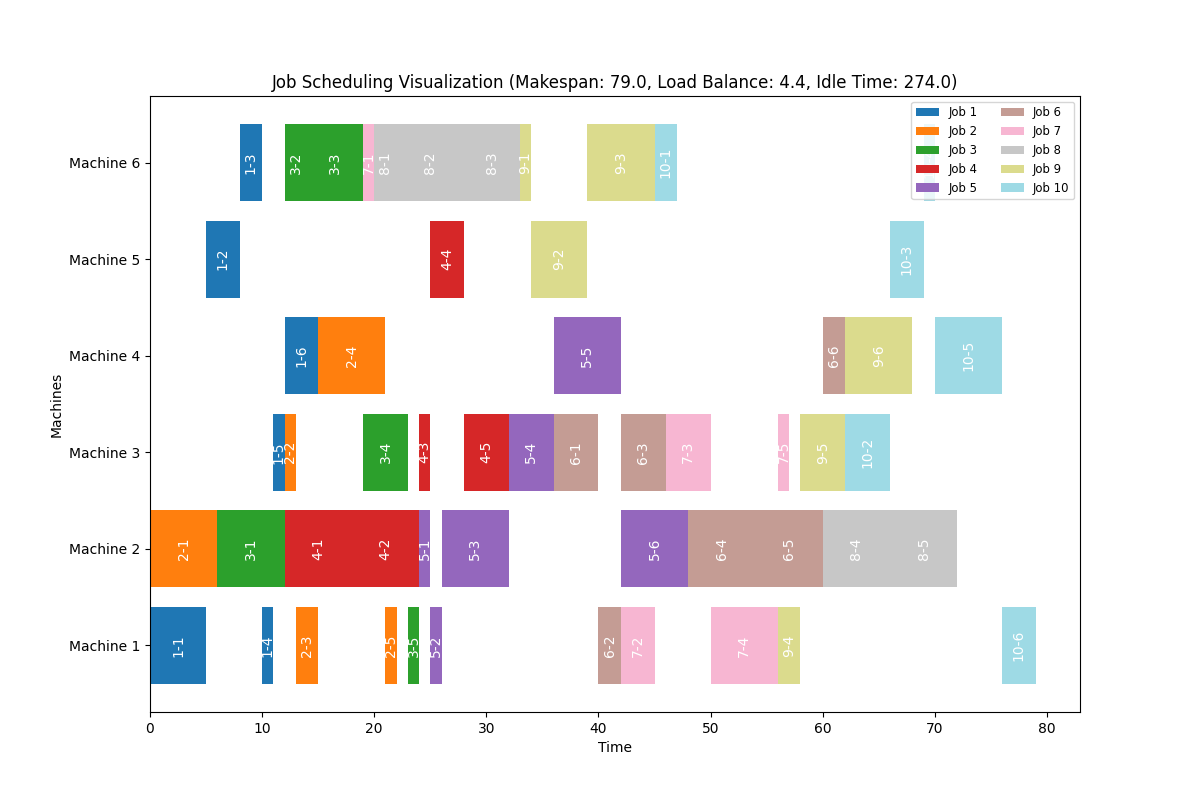 Job Scheduling Visualization (Makespan: 79.0, Load Balance: 4.4, Idle Time: 274.0)
Job 1 Job 6
Job 2 Job 7
Job 3 Job 8
Job 4 Job 9
Job 5 Job 10
Machine 6 1-3 3-2 3-3 7-1 8-1 8-2 8-3 9-1 9-3 10-1
Machine 5 1-2 4-4 9-2 10-3
Machine 4 1-6 2-4 5-5 6-6 9-6 10-5
Machine 3 1-5 2-2 3-4 4-3 4-5 5-4 6-1 6-3 7-3 7-5 9-5 10-2
Machine 2 2-1 3-1 4-1 4-2 5-1 5-3 5-6 6-4 6-5 8-4 8-5
Machine 1 1-1 1-4 2-3 2-5 3-5 5-2 6-2 7-2 7-4 9-4 10-6
Machines
0 10 20 30 40 50 60 70 80
Time